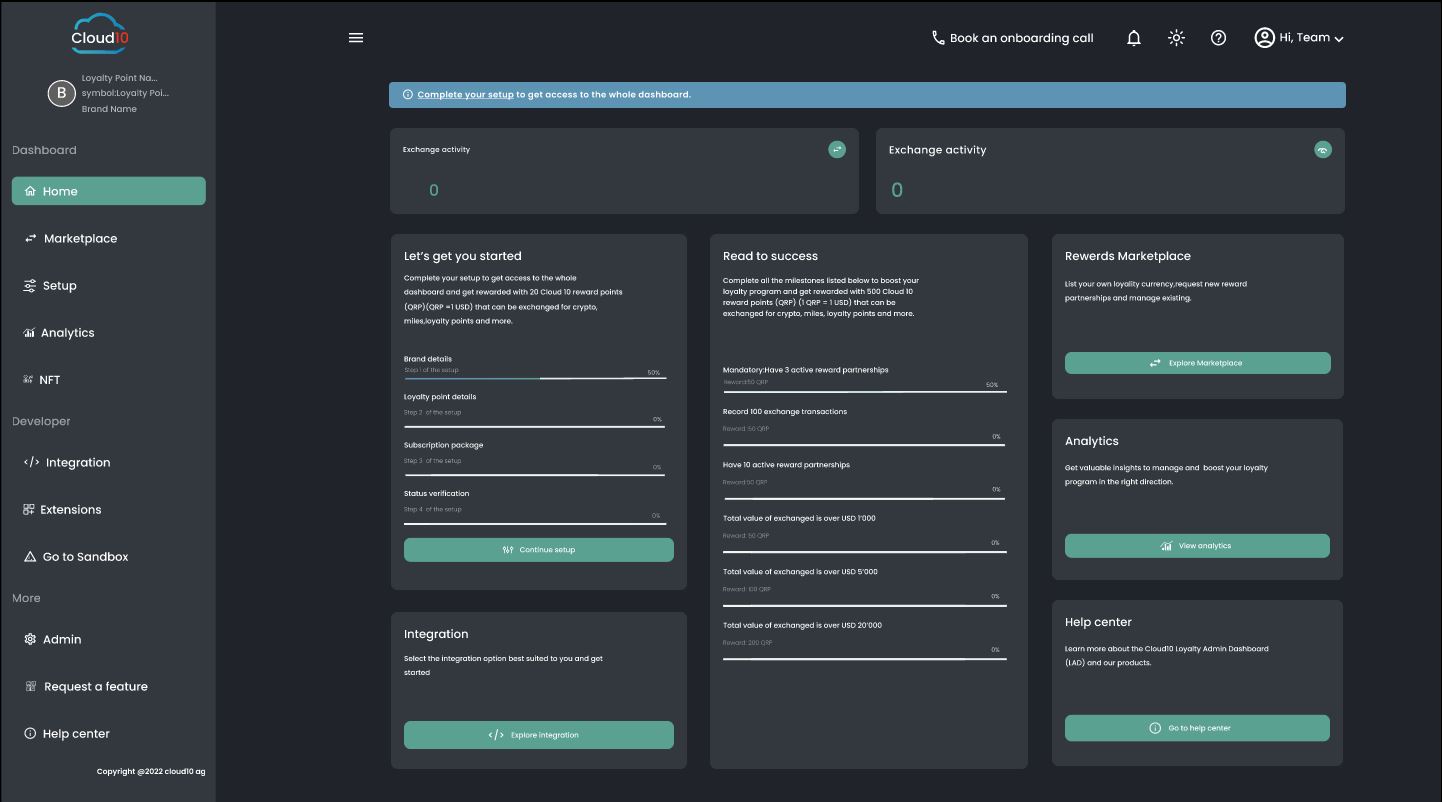 Cloud10
B
Loyalty Point Na...
symbol:Loyalty Poi...
Brand Name
Dashboard
Home
Marketplace
Setup
Analytics
NFT
Developer
Integration
Extensions
Go to Sandbox
More
Admin
Request a feature
Help center
Copyright @2022 cloud10 ag
Book an onboarding call
Hi, Team
Complete your setup to get access to the whole dashboard.
Exchange activity
0
Exchange activity
0
Let's get you started
Complete your setup to get access to the whole
dashboard and get rewarded with 20 Cloud 10 reward points
(QRP)(QRP =1 USD) that can be exchanged for crypto,
miles,loyalty points and more.
Brand details
Step 1 of the setup
50%
Loyalty point details
Step 2 of the setup
0%
Subscription package
Step 3 of the setup
0%
Status verification
Step 4 of the setup
0%
Continue setup
Integration
Select the integration option best suited to you and get
started
Explore integration
Read to success
Complete all the milestones listed below to boost your
loyalty program and get rewarded with 500 Cloud 10
reward points (QRP) (1 QRP = 1 USD) that can be
exchanged for crypto, miles, loyalty points and more.
Mandatory:Have 3 active reward partnerships
Reward:50 QRP
50%
Record 100 exchange transactions
Reward: 50 QRP
0%
Have 10 active reward partnerships
Reward:50 QRP
0%
Total value of exchanged is over USD 1'000
Reward: 50 QRP
0%
Total value of exchanged is over USD 5'000
Reward: 100 QRP
0%
Total value of exchanged is over USD 20'000
Reward: 200 QRP
0%
Rewerds Marketplace
List your own loyality currency,request new reward
partnerships and manage existing.
Explore Marketplace
Analytics
Get valuable insights to manage and boost your loyalty
program in the right direction.
View analytics
Help center
Learn more about the Cloud10 Loyalty Admin Dashboard
(LAD) and our products.
Go to help center